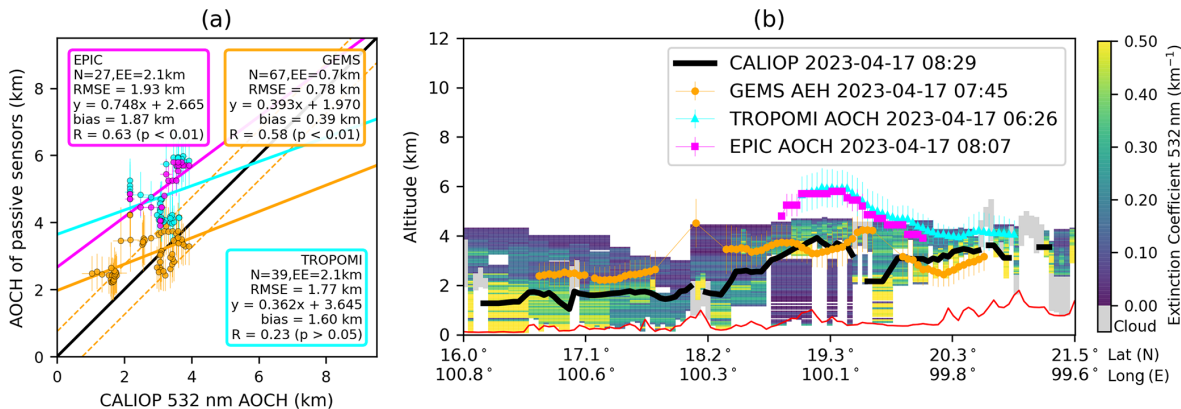 (a)
AOCH of passive sensors (km)
8
6
4
2
0
EPIC
N=27,EE=2.1km
RMSE = 1.93 km
y = 0.748x + 2.665
bias = 1.87 km
R = 0.63 (p < 0.01)
GEMS
N=67,EE=0.7km
RMSE = 0.78 km
y = 0.393x + 1.970
bias = 0.39 km
R = 0.58 (p < 0.01)
TROPOMI
N=39,EE=2.1km
RMSE = 1.77 km
y = 0.362x + 3.645
bias = 1.60 km
R = 0.23 (p > 0.05)
0 2 4 6 8
CALIOP 532 nm AOCH (km)
(b)
Altitude (km)
12
10
8
6
4
2
0
CALIOP 2023-04-17 08:29
GEMS AEH 2023-04-17 07:45
TROPOMI AOCH 2023-04-17 06:26
EPIC AOCH 2023-04-17 08:07
16.0° 17.1° 18.2° 19.3° 20.3° 21.5° Lat (N)
100.8° 100.6° 100.3° 100.1° 99.8° 99.6° Long (E)
0.50
0.40
0.30
0.20
0.10
0.00
Cloud
Extinction Coefficient 532 nm (km⁻¹)